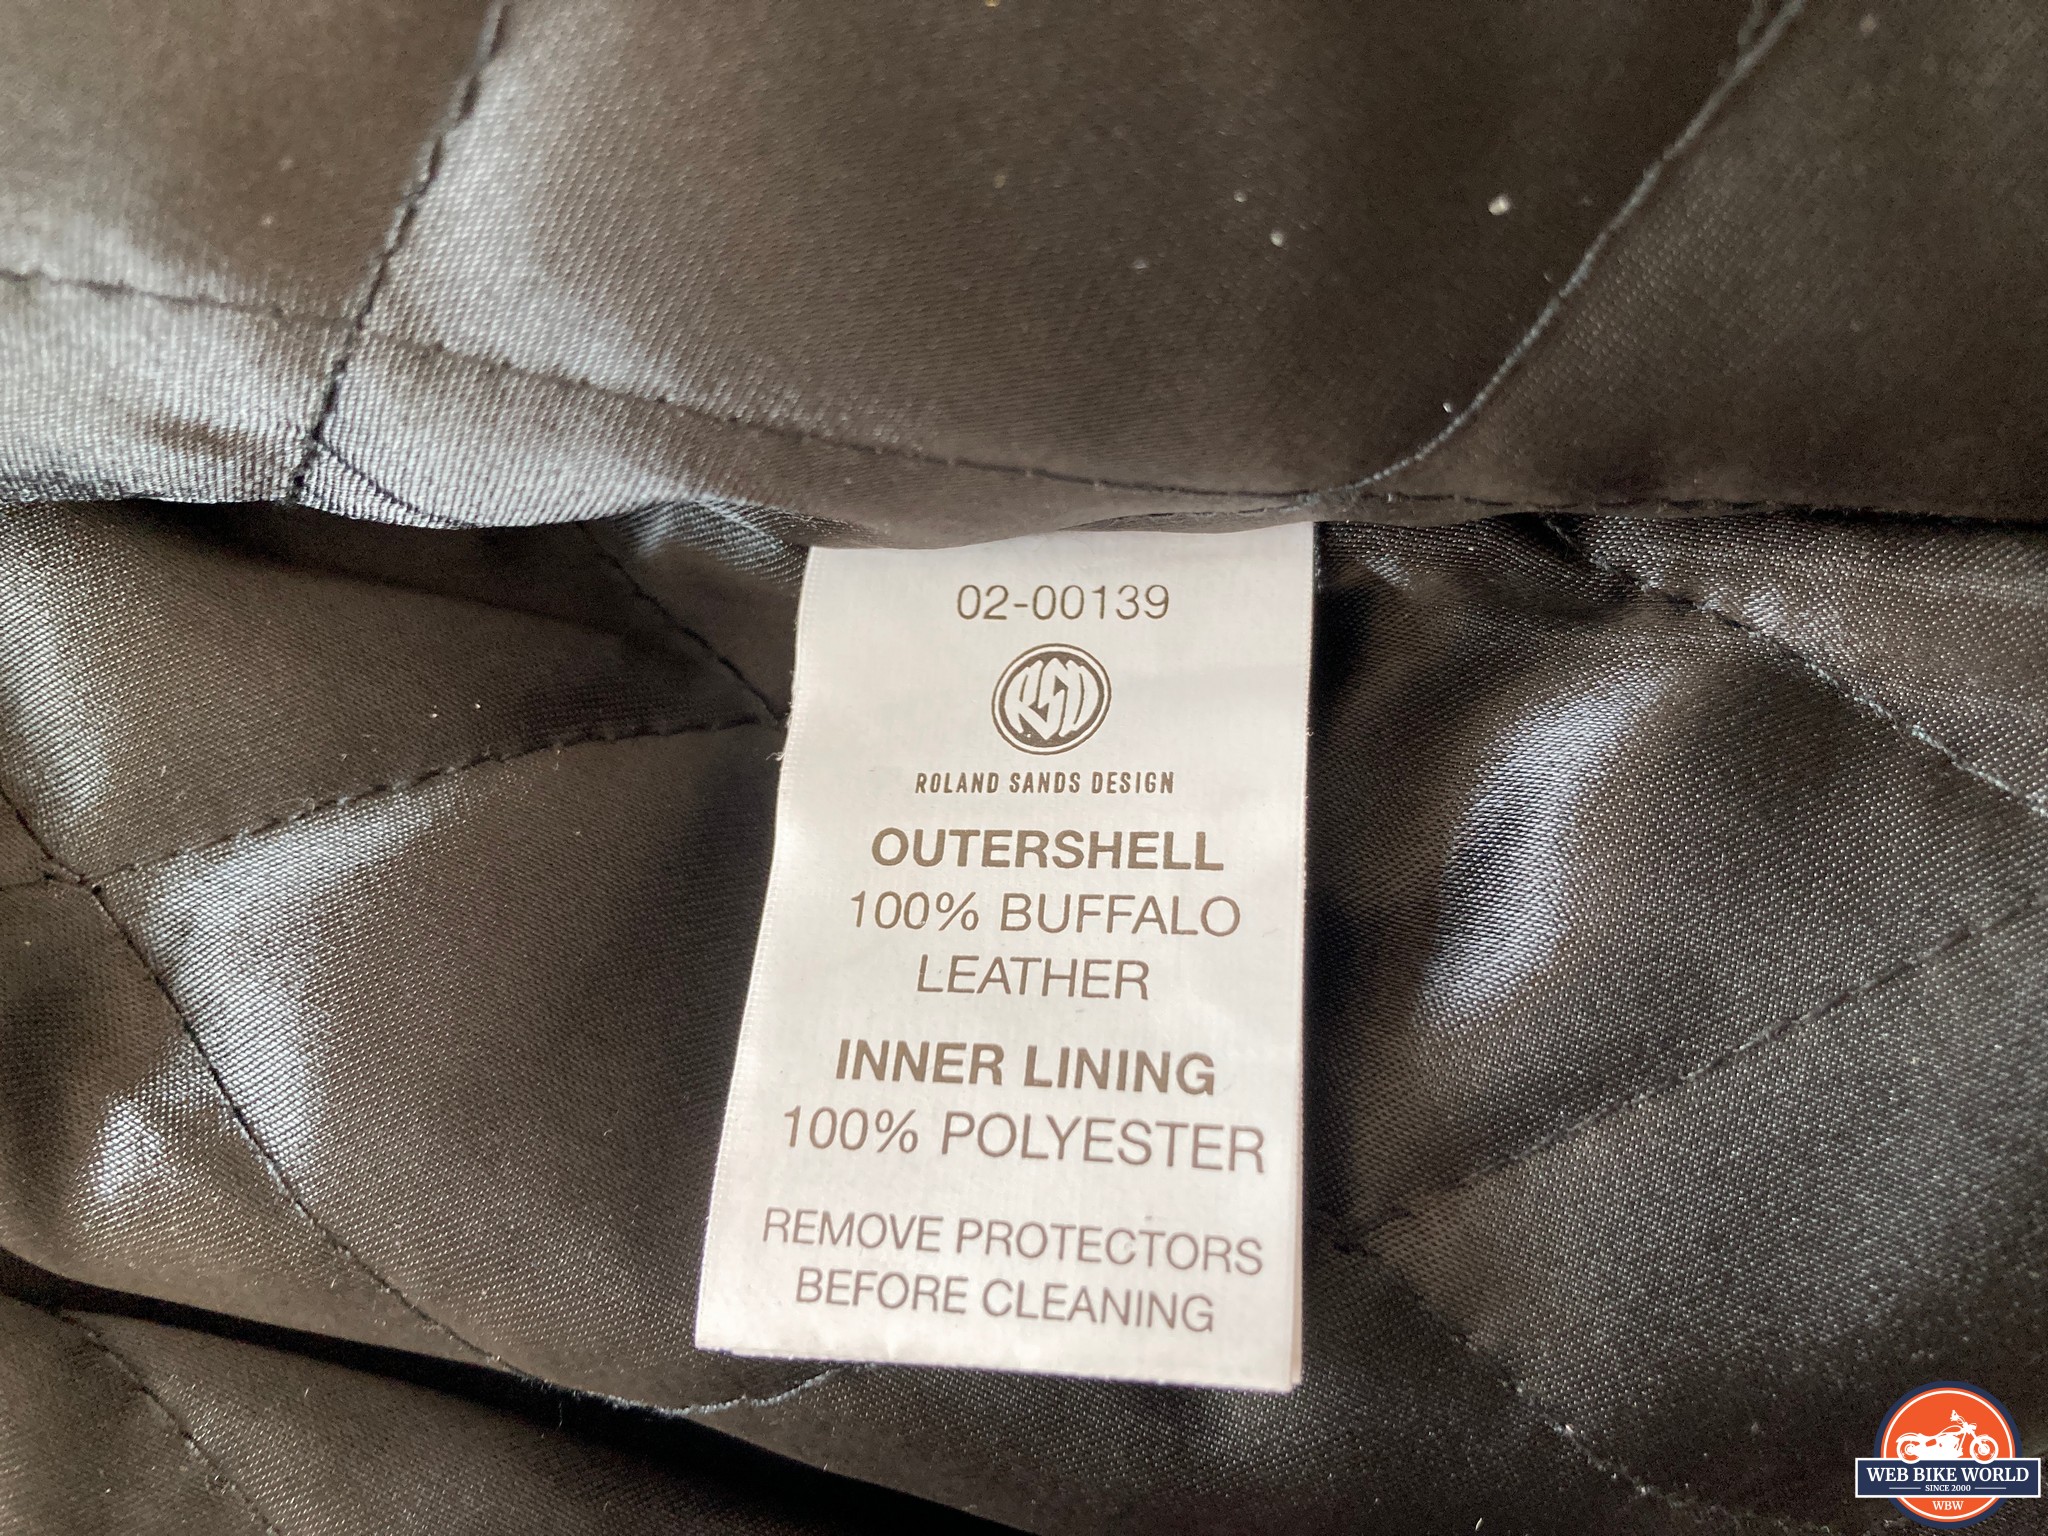 02-00139
RSD
ROLAND SANDS DESIGN
OUTERSHELL
100% BUFFALO
LEATHER
INNER LINING
100% POLYESTER
REMOVE PROTECTORS
BEFORE CLEANING
WEB BIKE WORLD
SINCE 2000
WBW